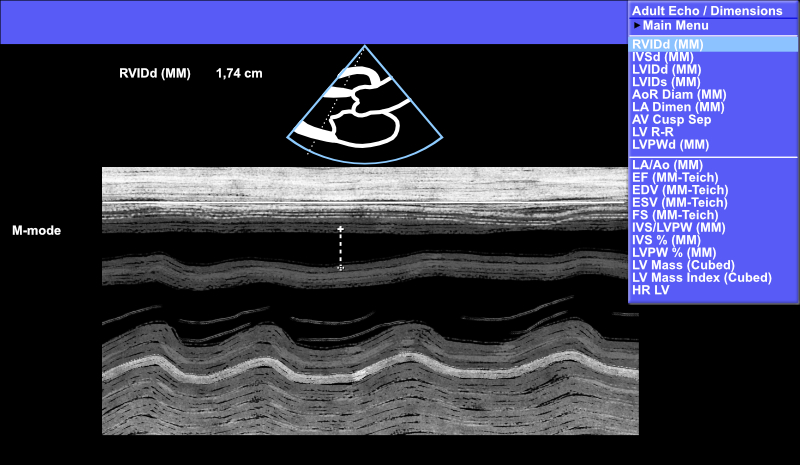 Adult Echo / Dimensions
Main Menu
RVIDd (MM) 1,74 cm
M-mode
RVIDd (MM)
IVSd (MM)
LVIDd (MM)
LVIDs (MM)
AoR Diam (MM)
LA Dimen (MM)
AV Cusp Sep
LV R-R
LVPWd (MM)
LA/Ao (MM)
EF (MM-Teich)
EDV (MM-Teich)
ESV (MM-Teich)
FS (MM-Teich)
IVS/LVPW (MM)
IVS % (MM)
LVPW % (MM)
LV Mass (Cubed)
LV Mass Index (Cubed)
HR LV